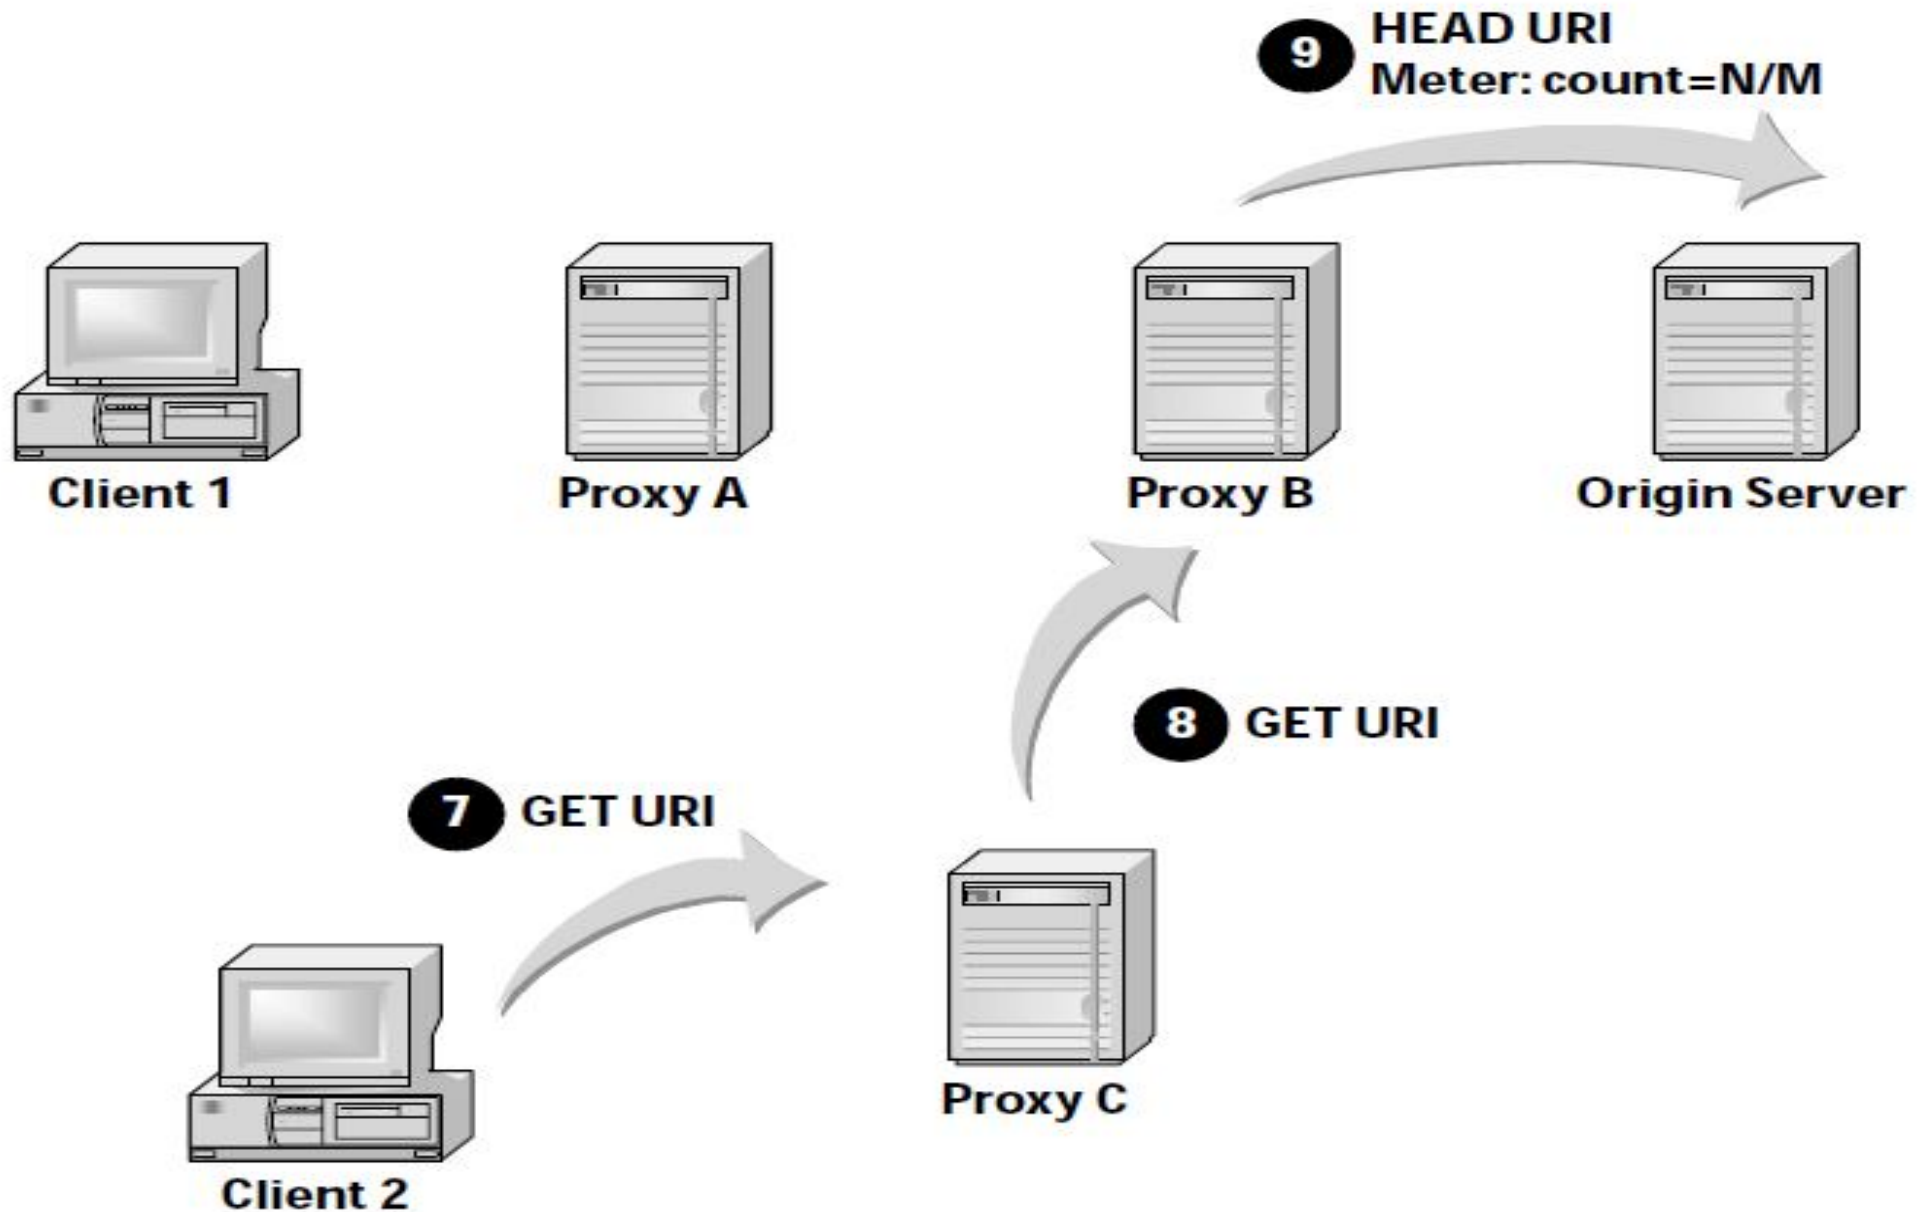 9 HEAD URI
Meter: count=N/M
Client 1
Proxy A
Proxy B
Origin Server
8 GET URI
7 GET URI
Proxy C
Client 2